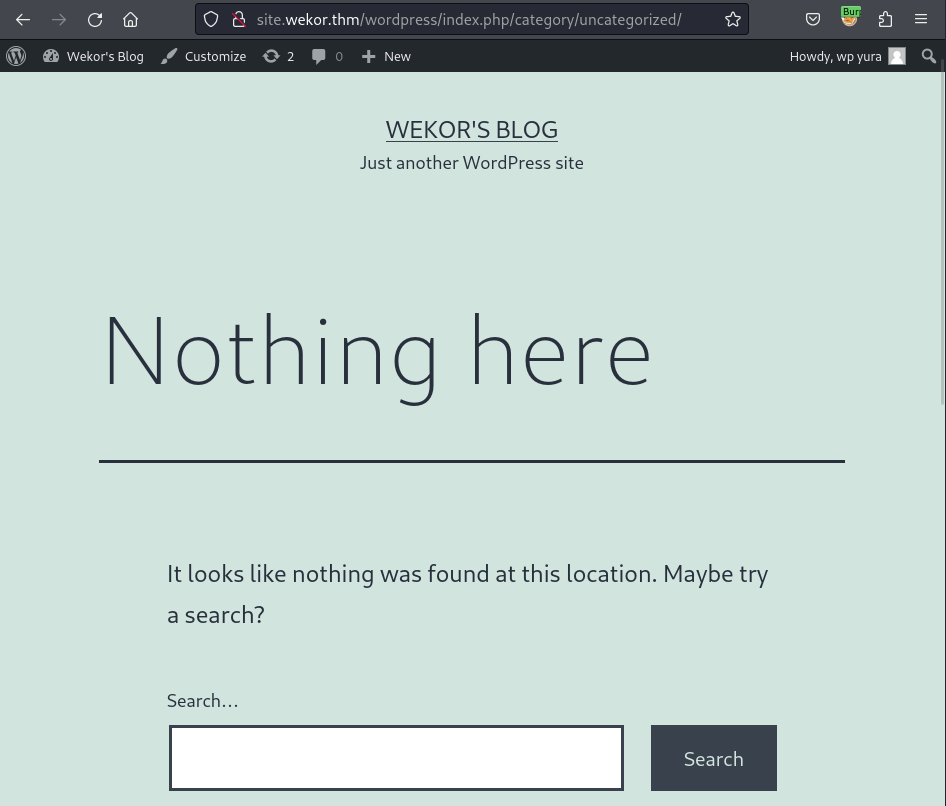 site.wekor.thm/wordpress/index.php/category/uncategorized/
Wekor's Blog Customize 2 0 New Howdy, wp yura
WEKOR'S BLOG
Just another WordPress site
Nothing here
It looks like nothing was found at this location. Maybe try
a search?
Search…
Search